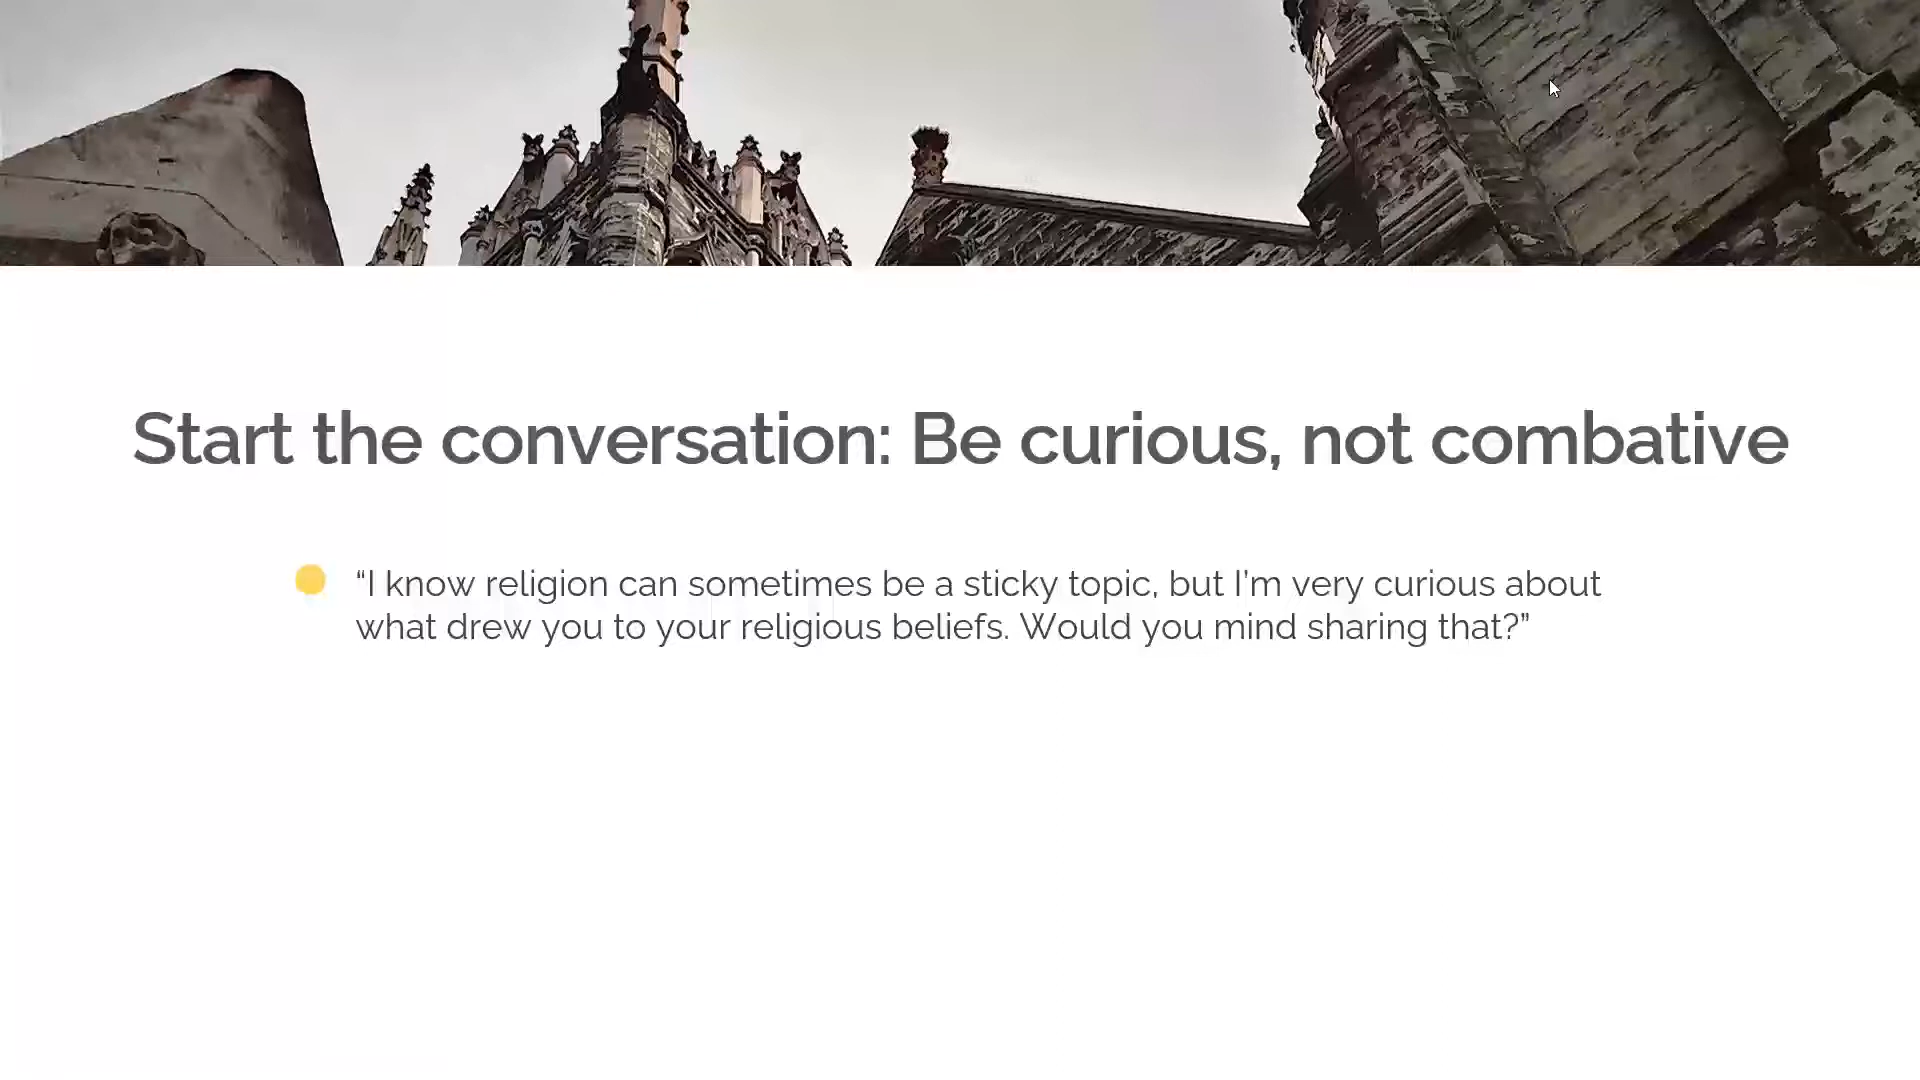 Start the conversation: Be curious, not combative
“I know religion can sometimes be a sticky topic, but I’m very curious about
what drew you to your religious beliefs. Would you mind sharing that?”